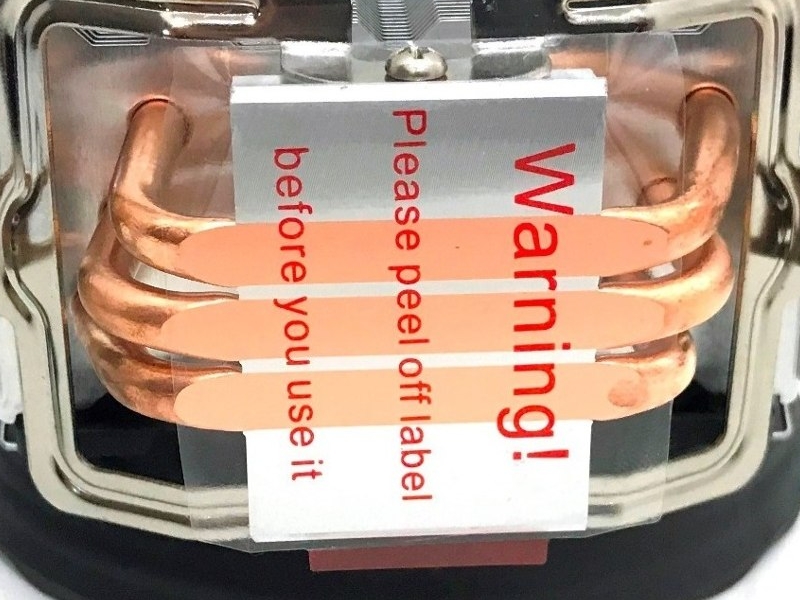 Warning!
Please peel off label
before you use it